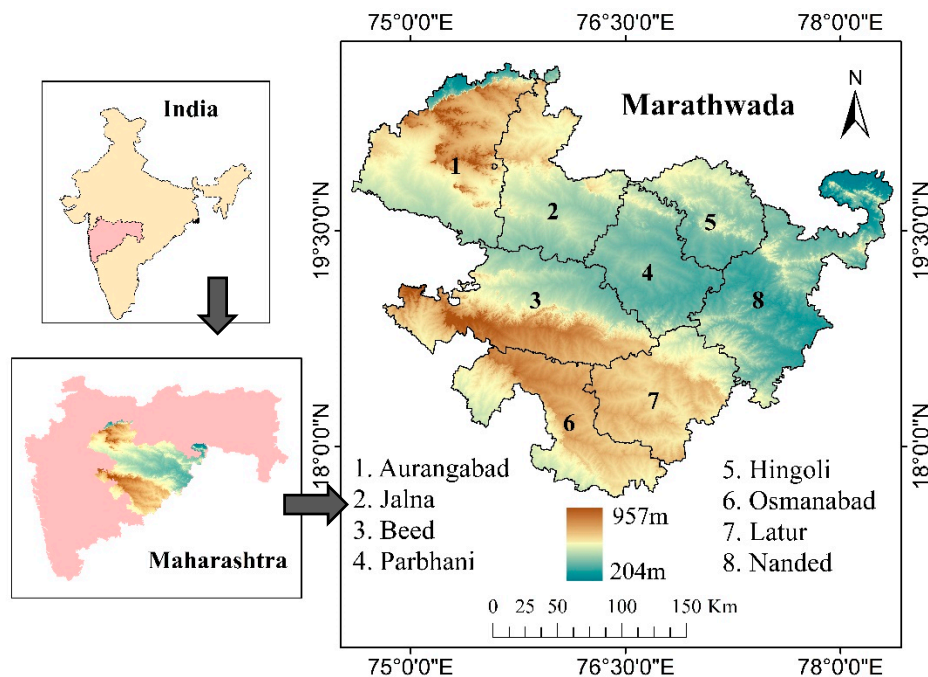 India
Maharashtra
75°0'0"E
76°30'0"E
78°0'0"E
Marathwada
N
19°30'0"N
19°30'0"N
18°0'0"N
18°0'0"N
1
2
3
4
5
6
7
8
1. Aurangabad
2. Jalna
3. Beed
4. Parbhani
5. Hingoli
6. Osmanabad
7. Latur
8. Nanded
957m
204m
0 25 50 100 150 Km
75°0'0"E
76°30'0"E
78°0'0"E